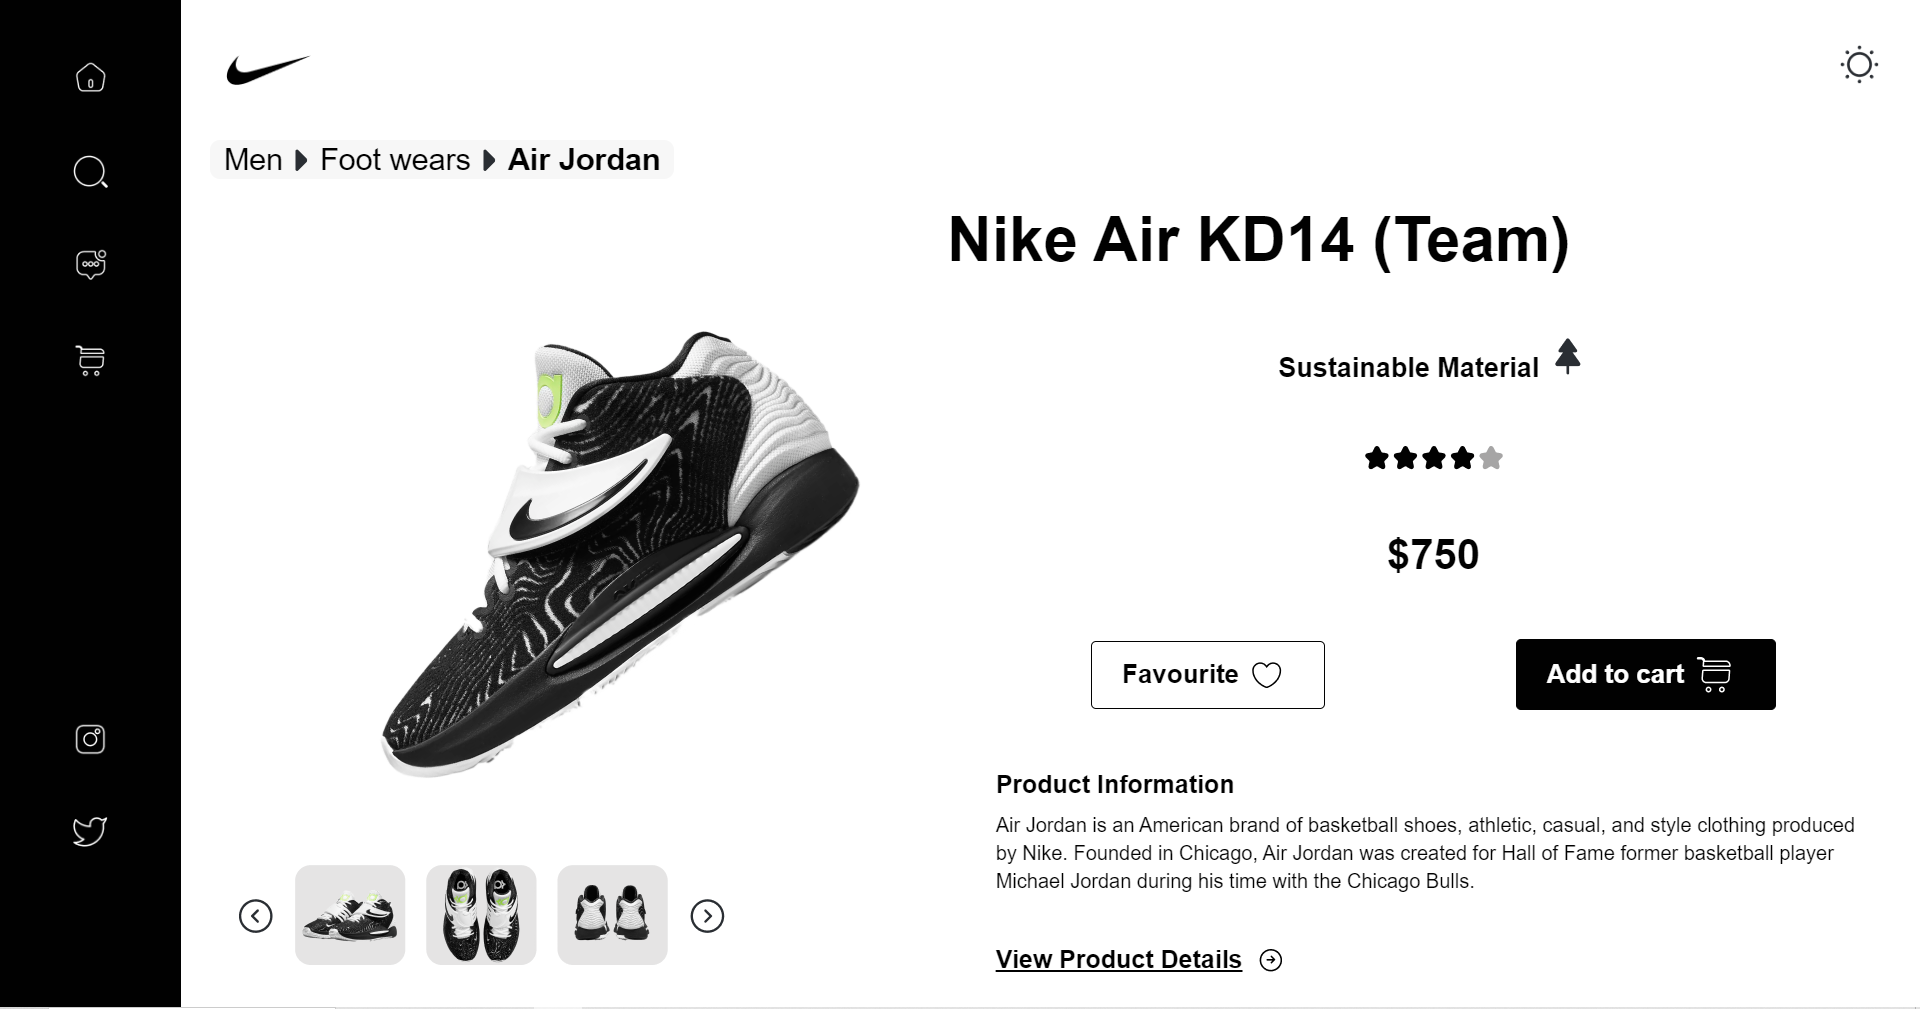 Men Foot wears Air Jordan
Nike Air KD14 (Team)
Sustainable Material
$750
Favourite
Add to cart
Product Information
Air Jordan is an American brand of basketball shoes, athletic, casual, and style clothing produced
by Nike. Founded in Chicago, Air Jordan was created for Hall of Fame former basketball player
Michael Jordan during his time with the Chicago Bulls.
View Product Details